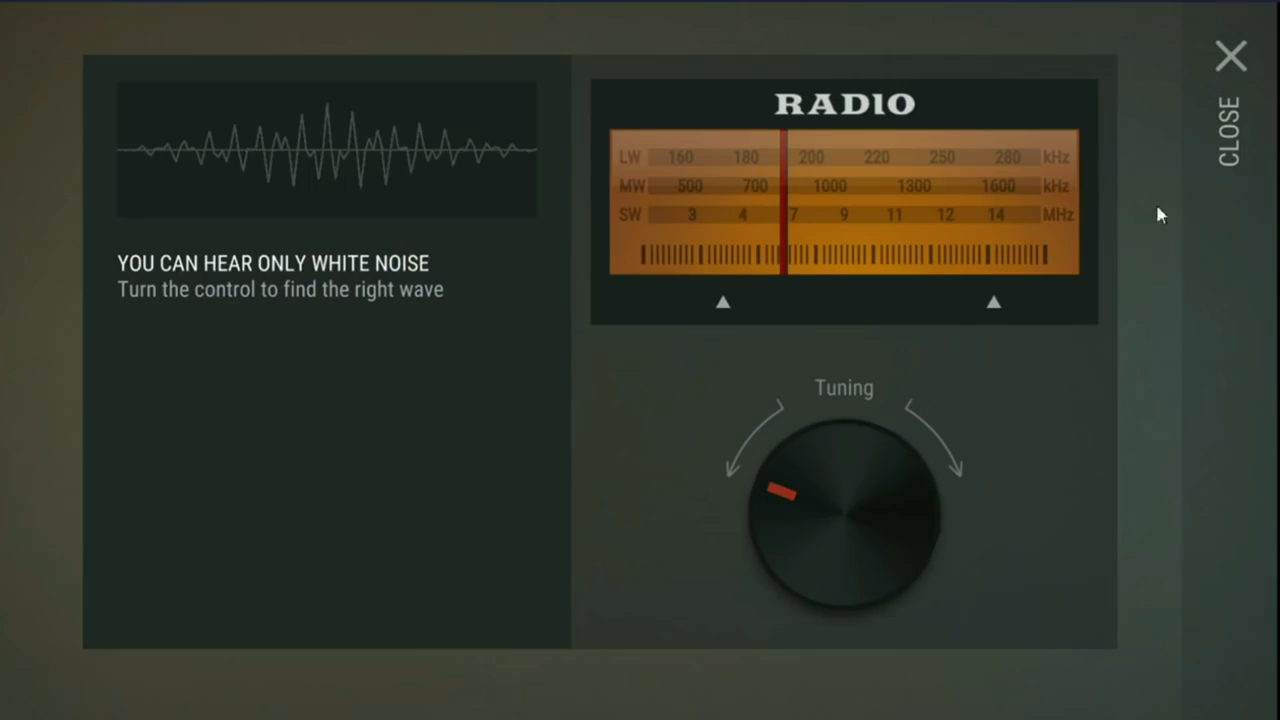 CLOSE
YOU CAN HEAR ONLY WHITE NOISE
Turn the control to find the right wave
RADIO
LW 160 180 200 220 250 280 kHz
MW 500 700 1000 1300 1600 kHz
SW 3 4 7 9 11 12 14 MHz
Tuning